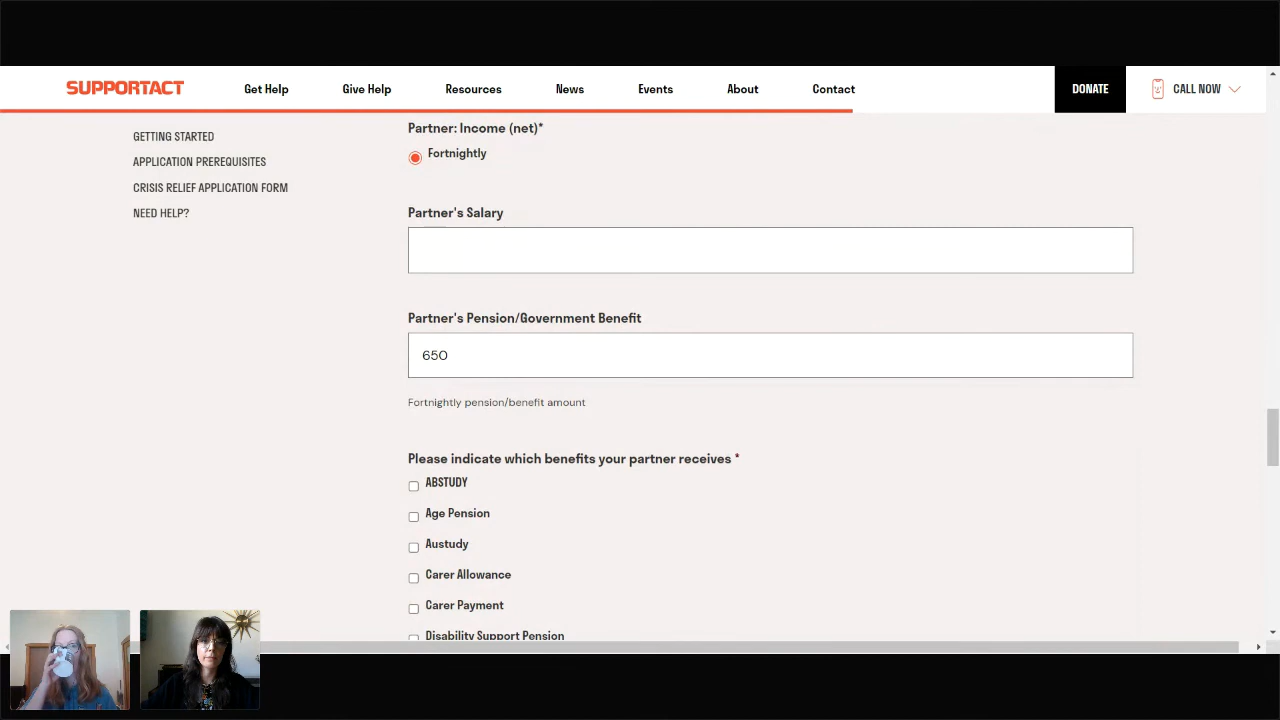 SUPPORTACT
Get Help
Give Help
Resources
News
Events
About
Contact
DONATE
CALL NOW
GETTING STARTED
APPLICATION PREREQUISITES
CRISIS RELIEF APPLICATION FORM
NEED HELP?
Partner: Income (net)*
Fortnightly
Partner's Salary
Partner's Pension/Government Benefit
650
Fortnightly pension/benefit amount
Please indicate which benefits your partner receives *
ABSTUDY
Age Pension
Austudy
Carer Allowance
Carer Payment
Disability Support Pension